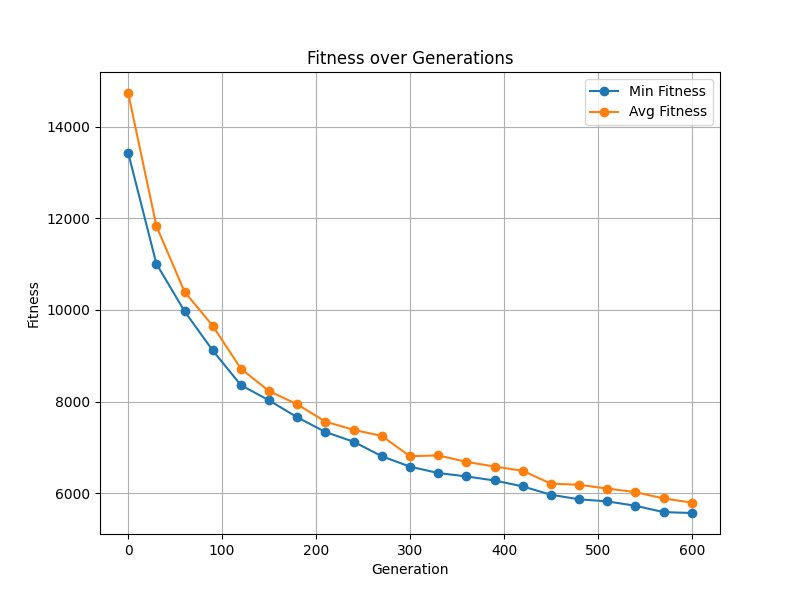 Fitness over Generations
Min Fitness
Avg Fitness
14000
12000
10000
8000
6000
Fitness
0 100 200 300 400 500 600
Generation